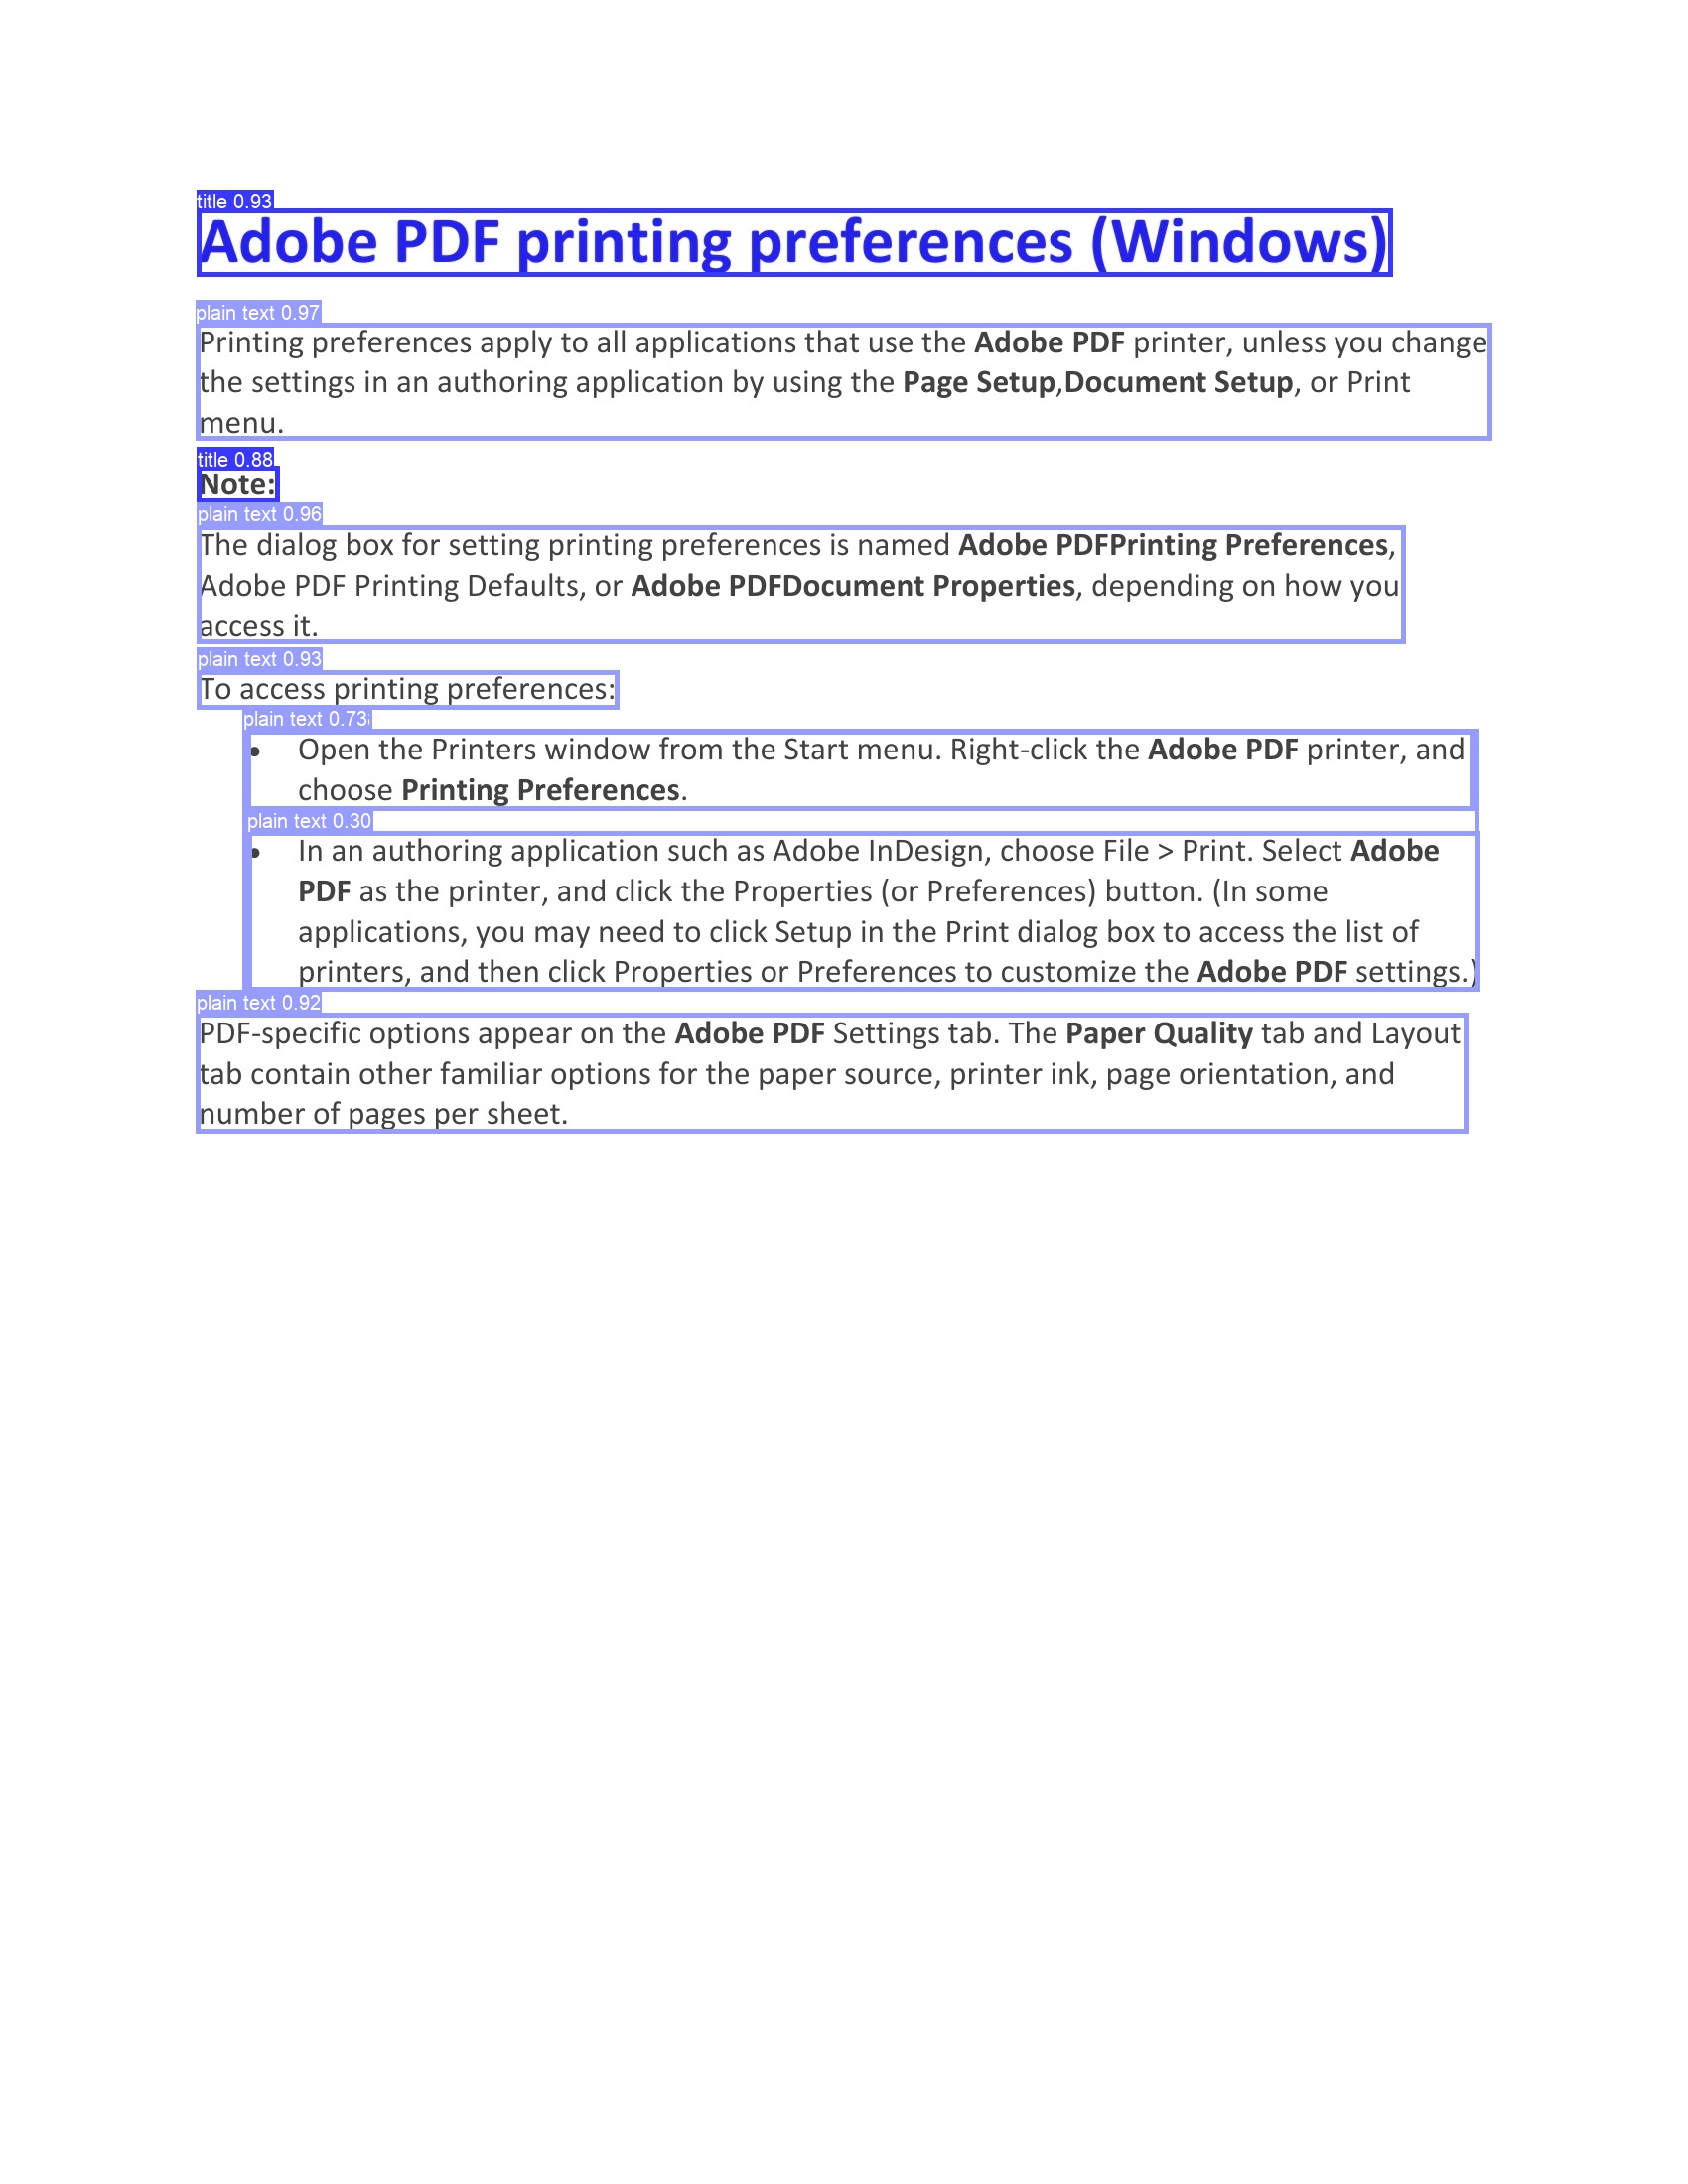 title 0.93
Adobe PDF printing preferences (Windows)
plain text 0.97
Printing preferences apply to all applications that use the Adobe PDF printer, unless you change
the settings in an authoring application by using the Page Setup,Document Setup, or Print
menu.
title 0.88
Note:
plain text 0.96
The dialog box for setting printing preferences is named Adobe PDFPrinting Preferences,
Adobe PDF Printing Defaults, or Adobe PDFDocument Properties, depending on how you
access it.
plain text 0.93
To access printing preferences:
plain text 0.73
• Open the Printers window from the Start menu. Right-click the Adobe PDF printer, and
choose Printing Preferences.
plain text 0.30
• In an authoring application such as Adobe InDesign, choose File > Print. Select Adobe
PDF as the printer, and click the Properties (or Preferences) button. (In some
applications, you may need to click Setup in the Print dialog box to access the list of
printers, and then click Properties or Preferences to customize the Adobe PDF settings.)
plain text 0.92
PDF-specific options appear on the Adobe PDF Settings tab. The Paper Quality tab and Layout
tab contain other familiar options for the paper source, printer ink, page orientation, and
number of pages per sheet.